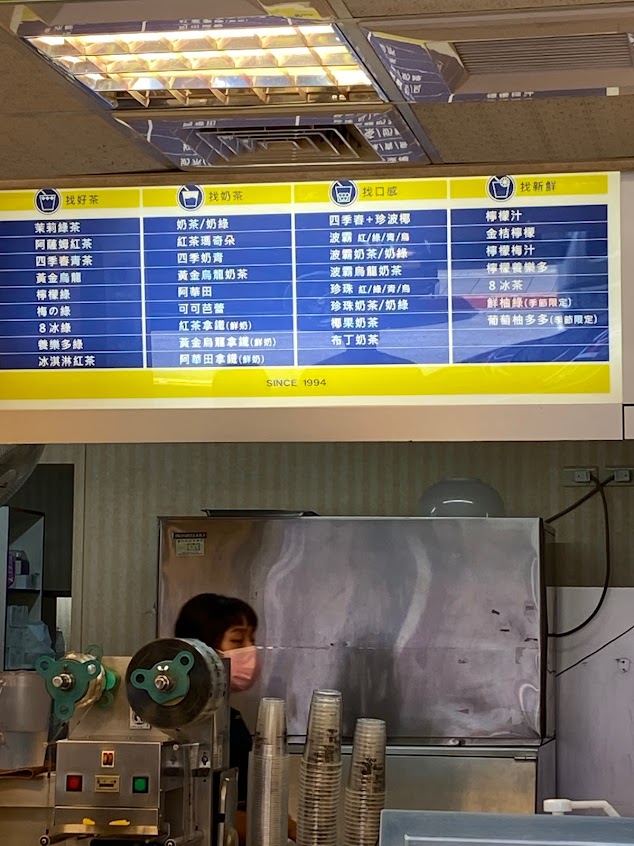 找好茶
茉莉綠茶
阿薩姆紅茶
四季春青茶
黃金烏龍
檸檬綠
梅の綠
8冰綠
養樂多綠
冰淇淋紅茶
找奶茶
奶茶/奶綠
紅茶瑪奇朵
四季奶青
黃金烏龍奶茶
阿華田
可可芭蕾
紅茶拿鐵(鮮奶)
黃金烏龍拿鐵(鮮奶)
阿華田拿鐵(鮮奶)
找口感
四季春+珍波椰
波霸 紅/綠/青/烏
波霸奶茶/奶綠
波霸烏龍奶茶
珍珠 紅/綠/青/烏
珍珠奶茶/奶綠
椰果奶茶
布丁奶茶
找新鮮
檸檬汁
金桔檸檬
檸檬梅汁
檸檬養樂多
8冰茶
鮮柚綠(季節限定)
葡萄柚多多(季節限定)
SINCE 1994